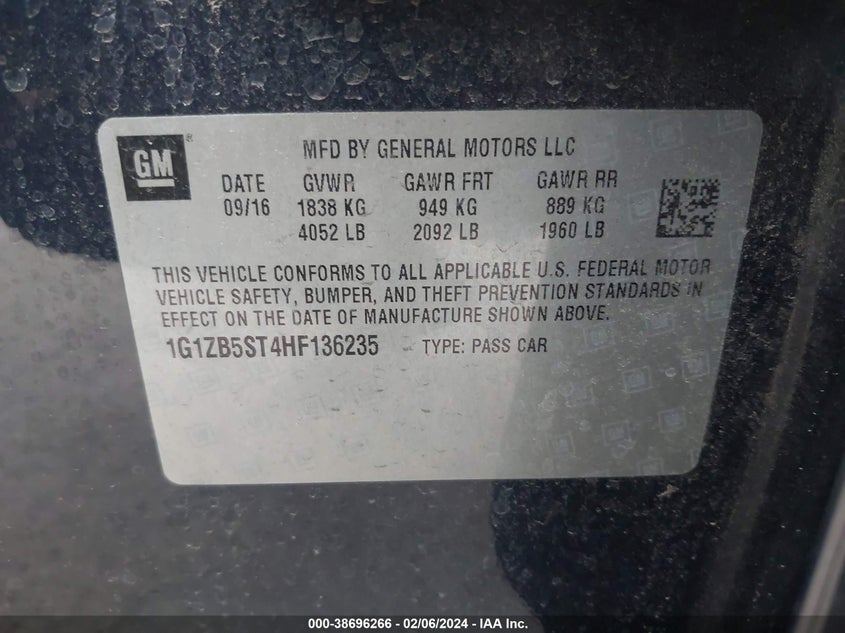 GM ®
MFD BY GENERAL MOTORS LLC
DATE GVWR GAWR FRT GAWR RR
09/16 1838 KG 949 KG 889 KG
4052 LB 2092 LB 1960 LB
THIS VEHICLE CONFORMS TO ALL APPLICABLE U.S. FEDERAL MOTOR
VEHICLE SAFETY, BUMPER, AND THEFT PREVENTION STANDARDS IN
EFFECT ON THE DATE OF MANUFACTURE SHOWN ABOVE.
1G1ZB5ST4HF136235 TYPE: PASS CAR
000-38696266 - 02/06/2024 - IAA Inc.